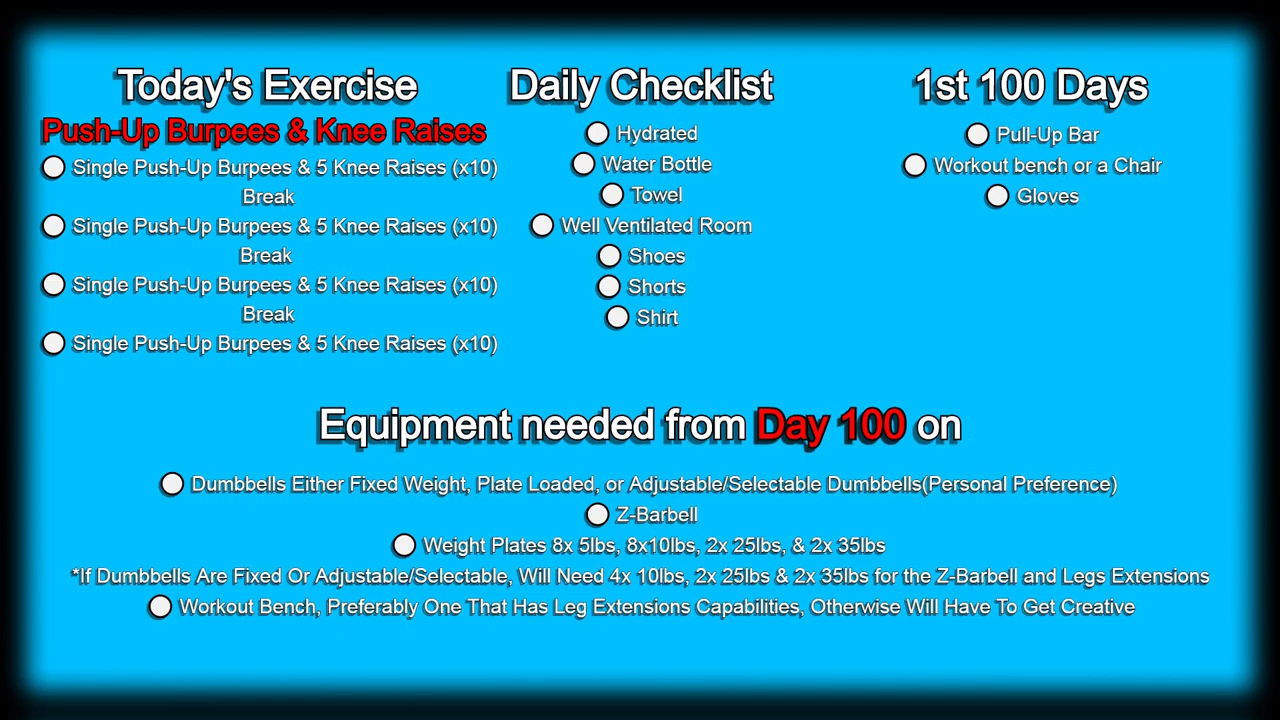 Today's Exercise
Push-Up Burpees & Knee Raises
Single Push-Up Burpees & 5 Knee Raises (x10)
Break
Single Push-Up Burpees & 5 Knee Raises (x10)
Break
Single Push-Up Burpees & 5 Knee Raises (x10)
Break
Single Push-Up Burpees & 5 Knee Raises (x10)
Daily Checklist
Hydrated
Water Bottle
Towel
Well Ventilated Room
Shoes
Shorts
Shirt
1st 100 Days
Pull-Up Bar
Workout bench or a Chair
Gloves
Equipment needed from Day 100 on
Dumbbells Either Fixed Weight, Plate Loaded, or Adjustable/Selectable Dumbbells(Personal Preference)
Z-Barbell
Weight Plates 8x 5lbs, 8x10lbs, 2x 25lbs, & 2x 35lbs
*If Dumbbells Are Fixed Or Adjustable/Selectable, Will Need 4x 10lbs, 2x 25lbs & 2x 35lbs for the Z-Barbell and Legs Extensions
Workout Bench, Preferably One That Has Leg Extensions Capabilities, Otherwise Will Have To Get Creative